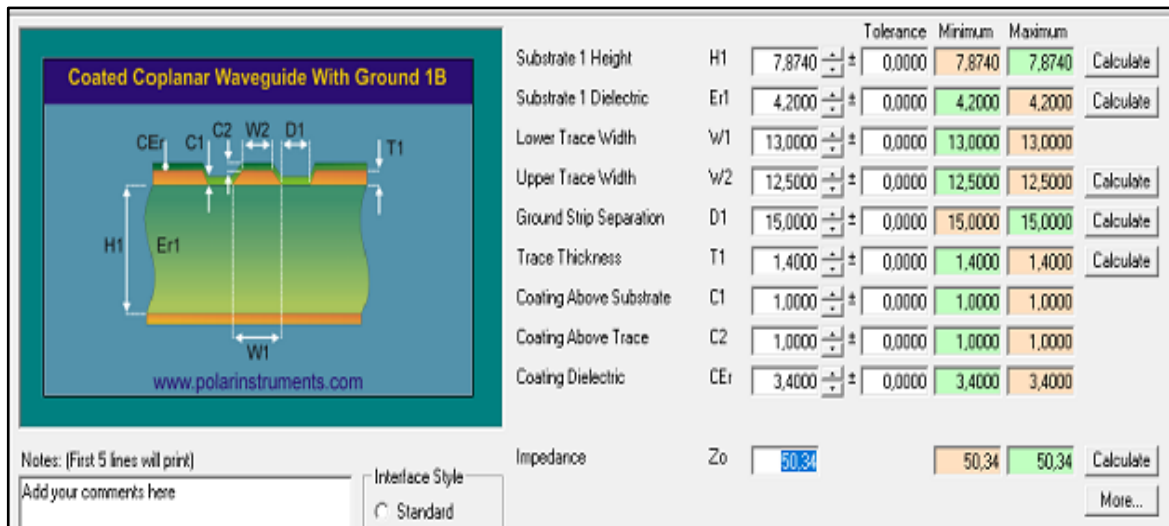 Tolerance Minimum Maximum
Coated Coplanar Waveguide With Ground 1B
CEr C1 C2 W2 D1 T1
H1 Er1
W1
www.polarinstruments.com
Substrate 1 Height H1 7,8740 ± 0,0000 7,8740 7,8740 Calculate
Substrate 1 Dielectric Er1 4,2000 ± 0,0000 4,2000 4,2000 Calculate
Lower Trace Width W1 13,0000 ± 0,0000 13,0000 13,0000
Upper Trace Width W2 12,5000 ± 0,0000 12,5000 12,5000 Calculate
Ground Strip Separation D1 15,0000 ± 0,0000 15,0000 15,0000 Calculate
Trace Thickness T1 1,4000 ± 0,0000 1,4000 1,4000 Calculate
Coating Above Substrate C1 1,0000 ± 0,0000 1,0000 1,0000
Coating Above Trace C2 1,0000 ± 0,0000 1,0000 1,0000
Coating Dielectric CEr 3,4000 ± 0,0000 3,4000 3,4000
Impedance Zo 50,34 50,34 50,34 Calculate
More...
Notes: (First 5 lines will print)
Add your comments here
Interface Style
Standard